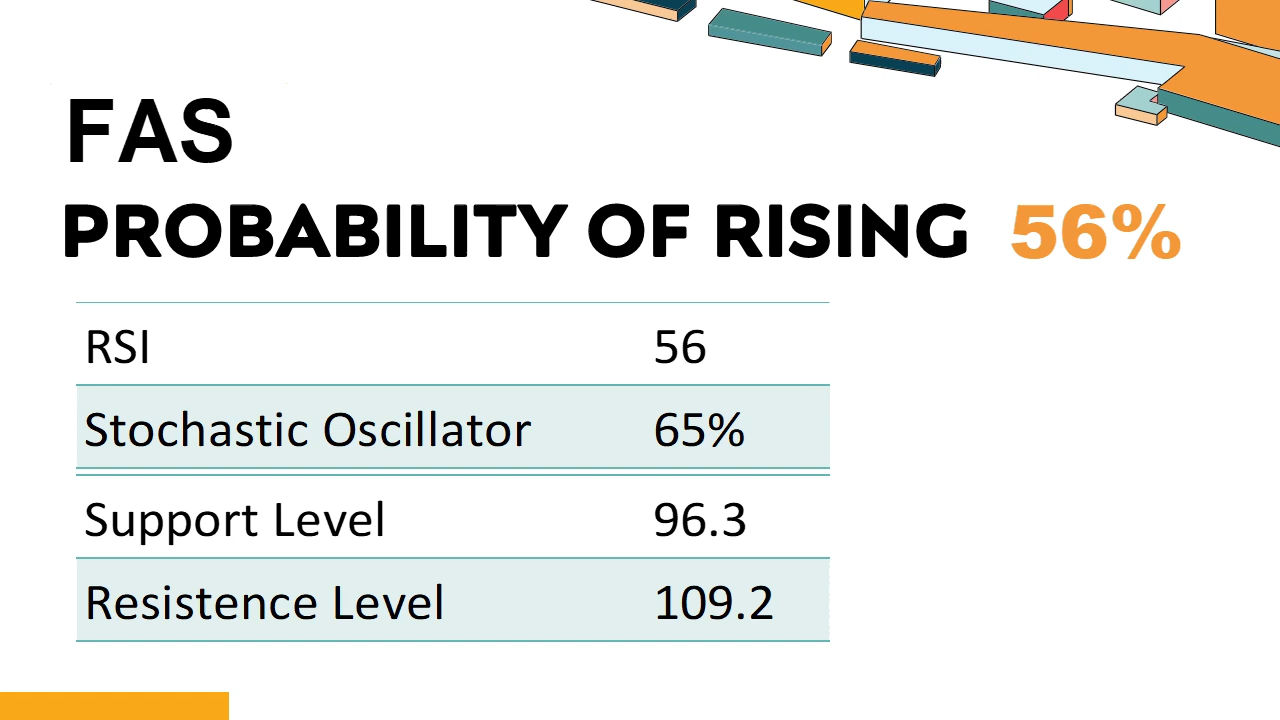 FAS
PROBABILITY OF RISING 56%
RSI 56
Stochastic Oscillator 65%
Support Level 96.3
Resistence Level 109.2